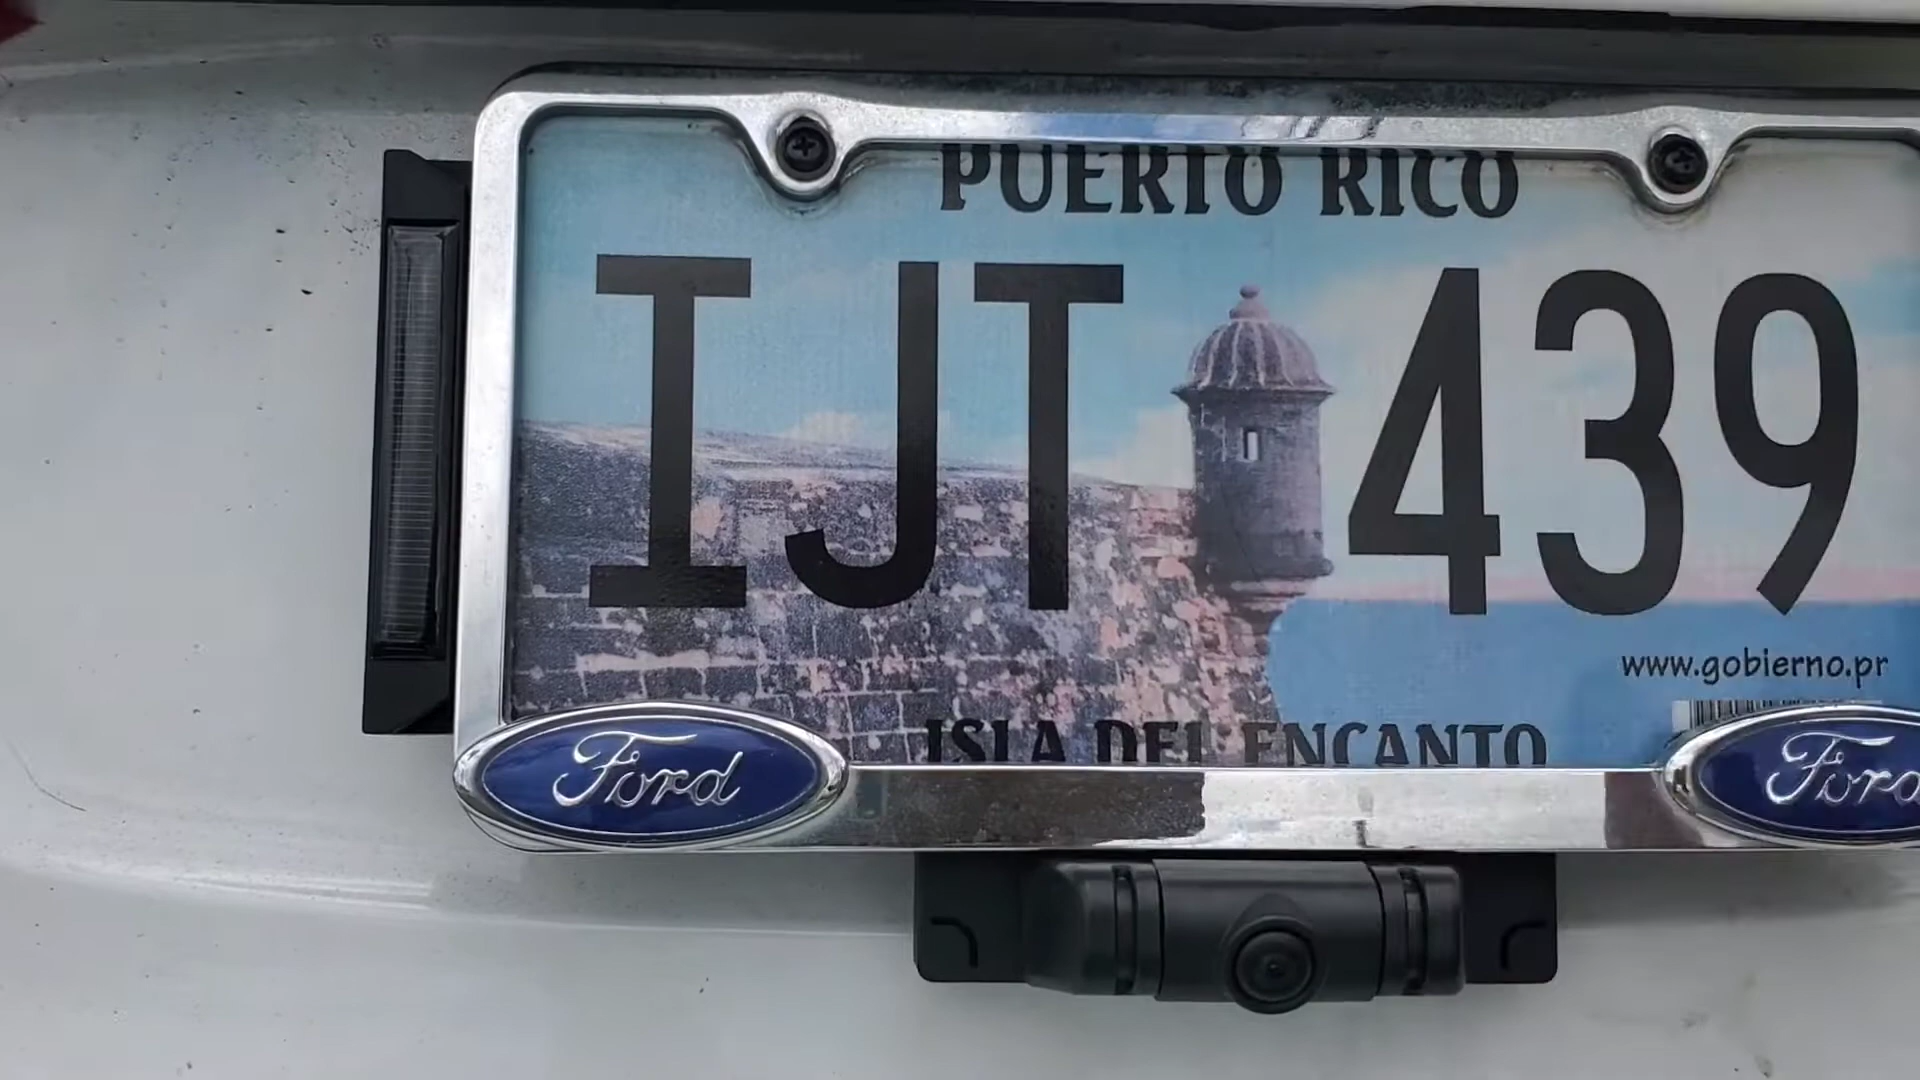 PUERTO RICO
IJT 439
www.gobierno.pr
ISLA DEL ENCANTO
Ford
Ford